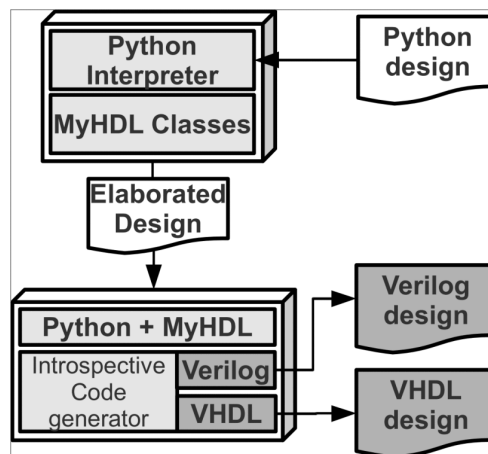 Python
Interpreter
Python
design
MyHDL Classes
Elaborated
Design
Python + MyHDL
Introspective
Code
generator
Verilog
VHDL
Verilog
design
VHDL
design